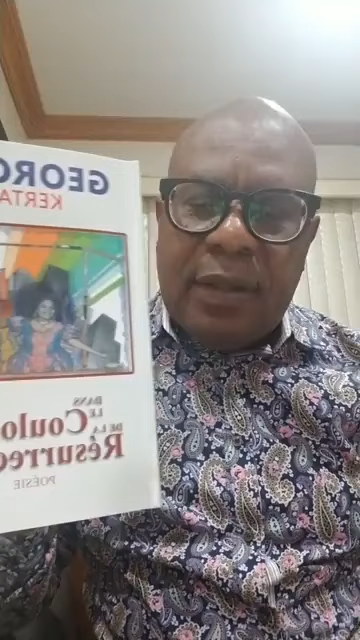 GEORG
KERTA
DANS
LE Coulo
DE LA
Résurrec
POÉSIE